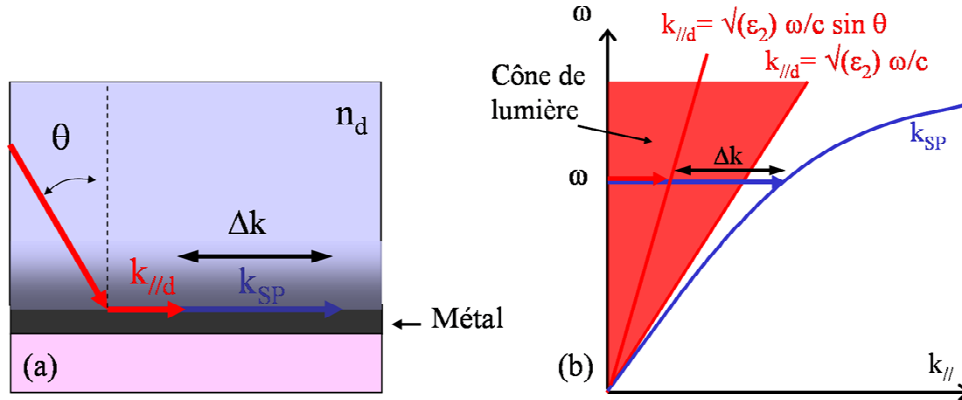 θ
n_d
Δk
k_//d
k_SP
Métal
(a)
ω
k_//d = √(ε₂) ω/c sin θ
k_//d = √(ε₂) ω/c
Cône de
lumière
k_SP
Δk
ω
(b)
k_//